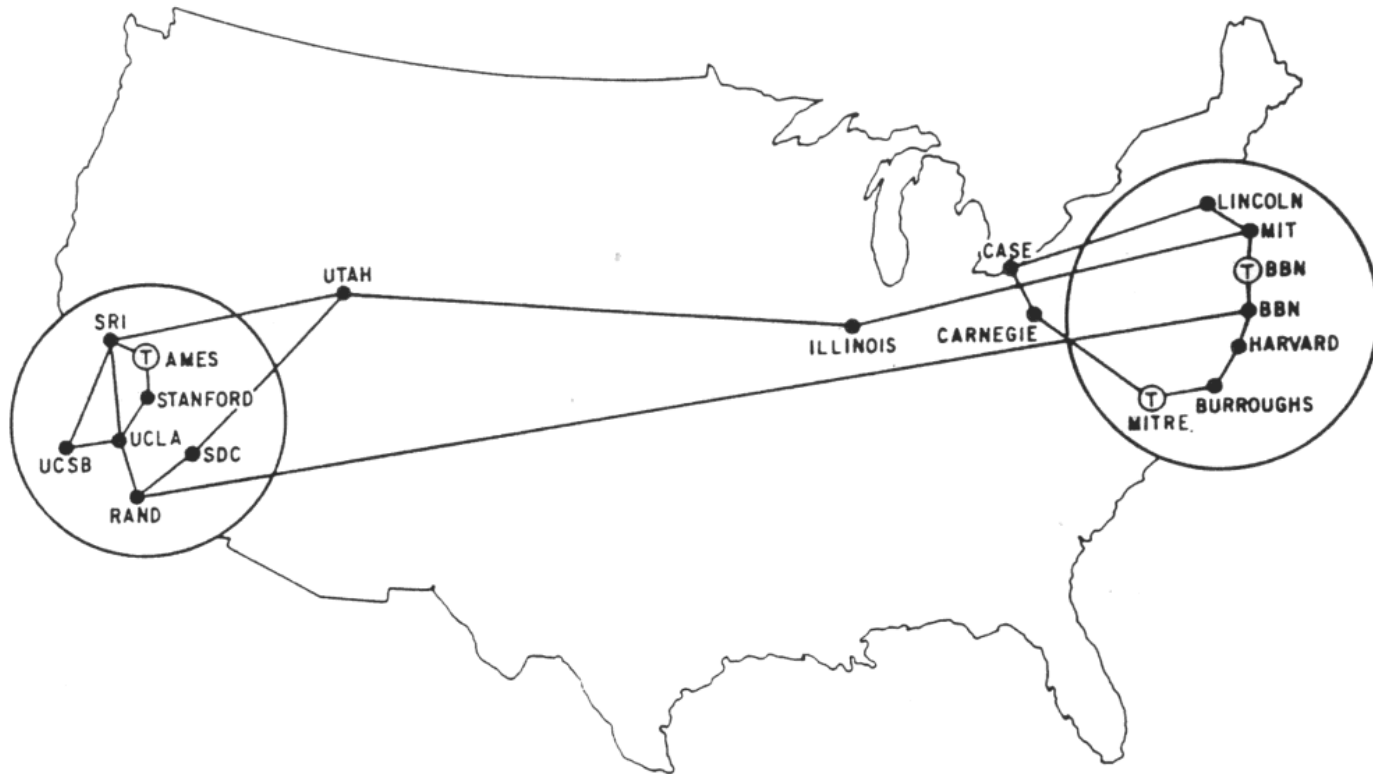 LINCOLN
MIT
CASE
T BBN
UTAH
SRI
BBN
CARNEGIE
ILLINOIS
HARVARD
T AMES
STANFORD
T
BURROUGHS
MITRE
UCLA
SDC
UCSB
RAND